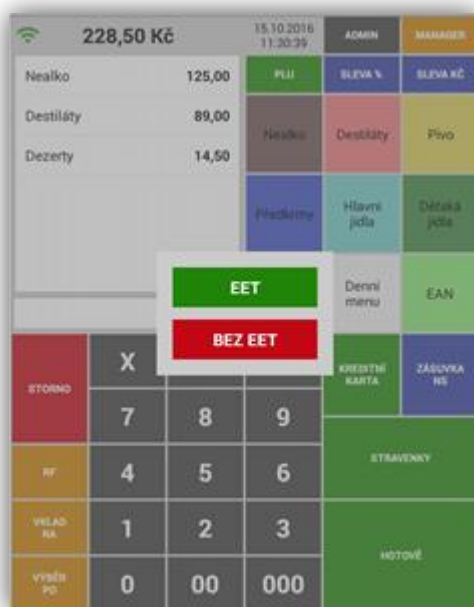 228,50 Kč
15.10.2016
11:30:39
ADMIN
MANAGER
Nealko 125,00
Destiláty 89,00
Dezerty 14,50
PLU
SLEVA %
SLEVA KČ
Nealko
Destiláty
Pivo
Předkrmy
Hlavní
jídla
Dětská
jídla
EET
BEZ EET
Denní
menu
EAN
STORNO
X
KREDITNÍ
KARTA
ZÁSUVKA
NS
7 8 9
STRAVENKY
RF
4 5 6
VKLAD
NA
1 2 3
HOTOVĚ
VÝBĚR
PO
0 00 000